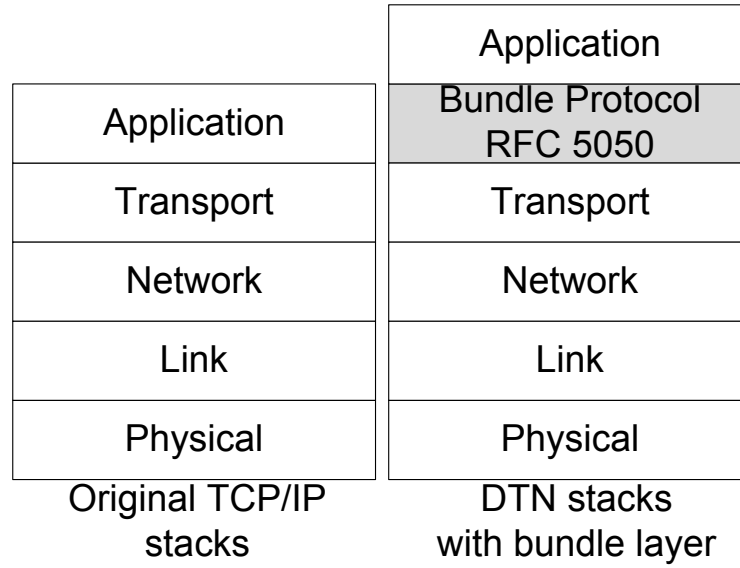 Application
Transport
Network
Link
Physical
Original TCP/IP
stacks
Application
Bundle Protocol
RFC 5050
Transport
Network
Link
Physical
DTN stacks
with bundle layer